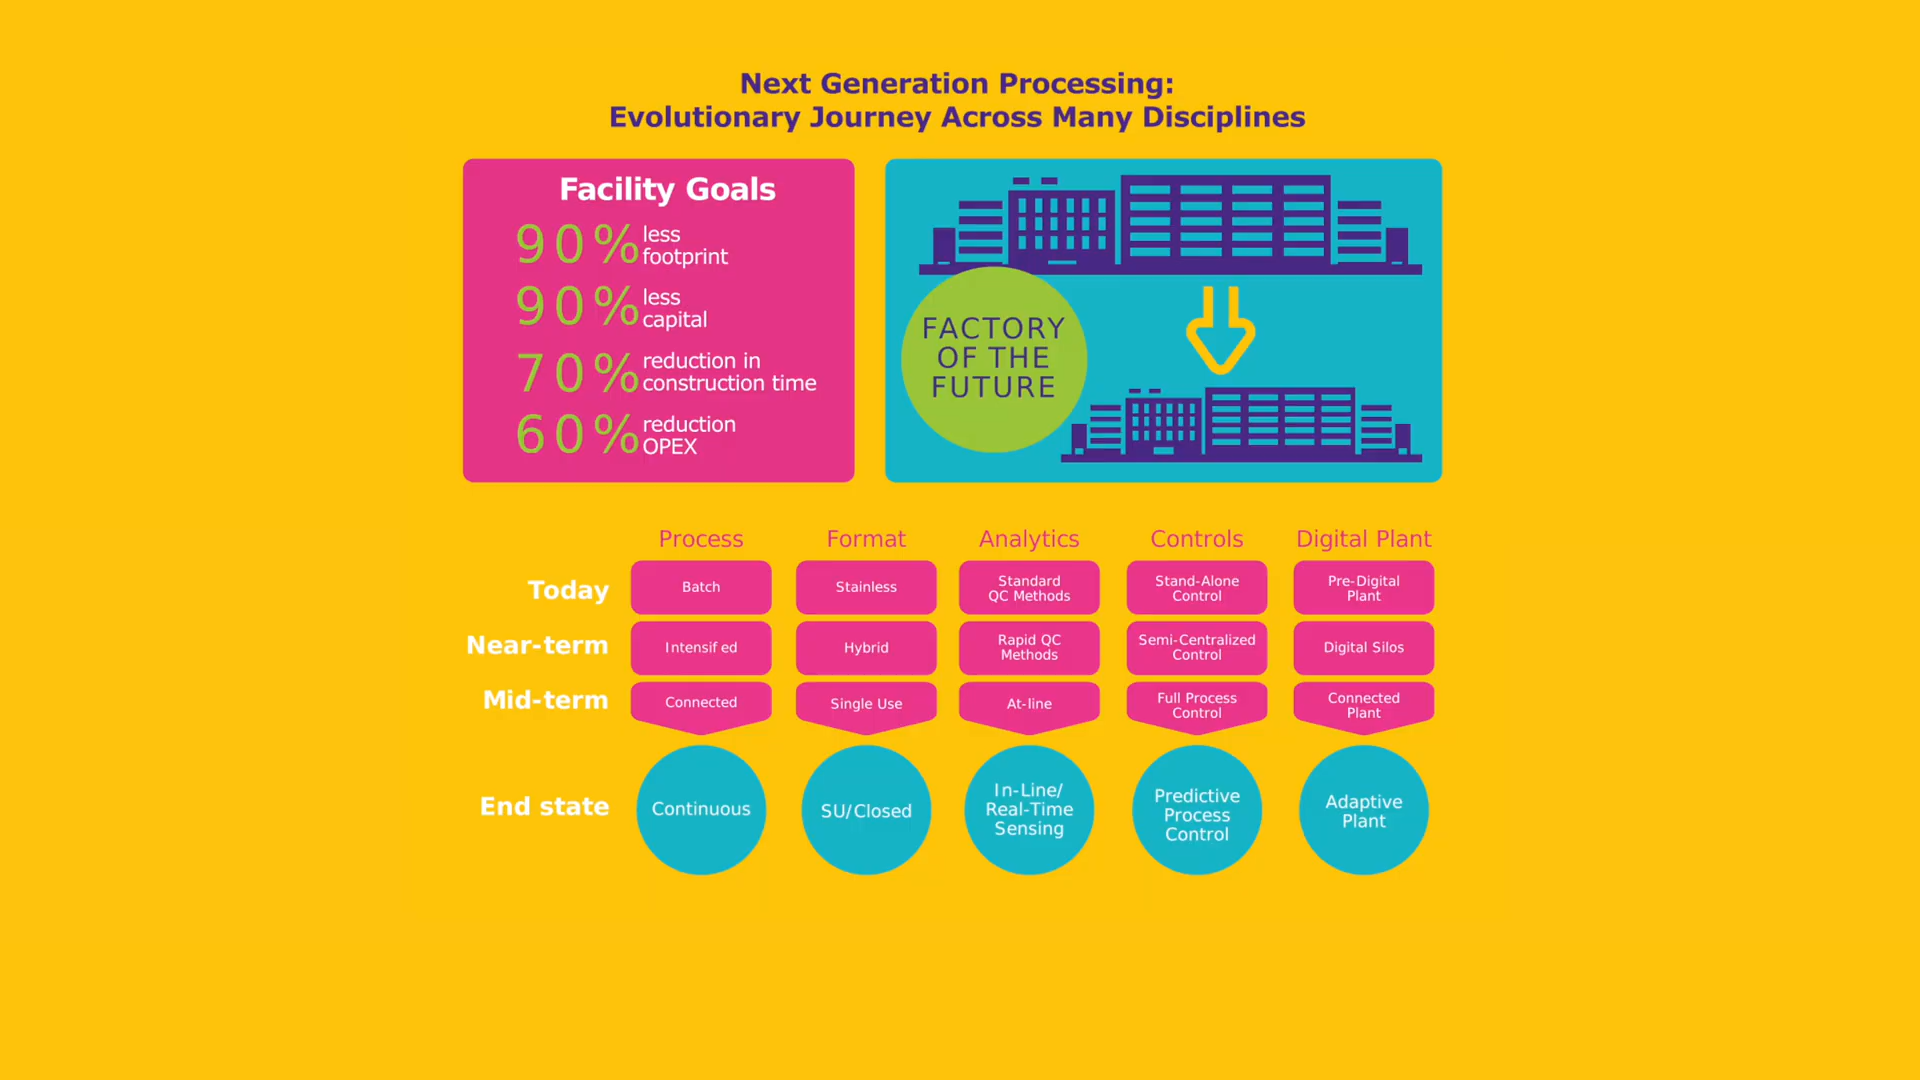 Next Generation Processing:
Evolutionary Journey Across Many Disciplines
Facility Goals
90% less
footprint
90% less
capital
70% reduction in
construction time
60% reduction
OPEX
FACTORY
OF THE
FUTURE
Process Format Analytics Controls Digital Plant
Today
Batch
Stainless
Standard
QC Methods
Stand-Alone
Control
Pre-Digital
Plant
Near-term
Intensif ed
Hybrid
Rapid QC
Methods
Semi-Centralized
Control
Digital Silos
Mid-term
Connected
Single Use
At-line
Full Process
Control
Connected
Plant
End state
Continuous
SU/Closed
In-Line/
Real-Time
Sensing
Predictive
Process
Control
Adaptive
Plant